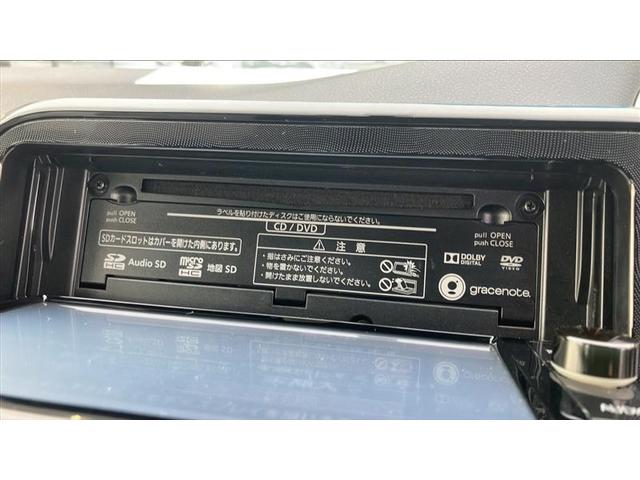 ラベルを貼り付けたディスクはご使用にならないでください。
CD / DVD
pull OPEN
push CLOSE
pull OPEN
push CLOSE
SDカードスロットはカバーを開けた内側にあります。
SD HC Audio SD
micro SD HC 地図 SD
注 意
・指はさみにご注意ください。
・物を置かないでください。
・開けたまま放置しないでください。
DOLBY DIGITAL
DVD VIDEO
gracenote.